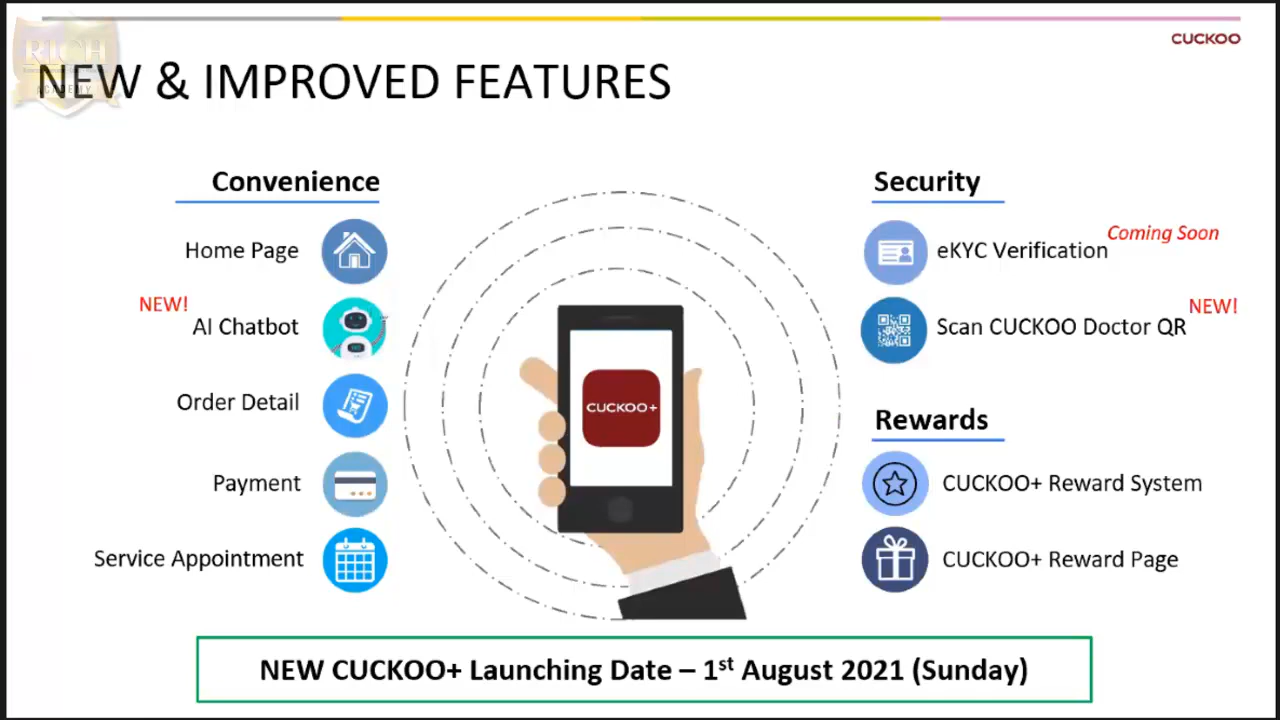 RICH
ACADEMY
CUCKOO
NEW & IMPROVED FEATURES
Convenience
Home Page
NEW!
AI Chatbot
Order Detail
Payment
Service Appointment
CUCKOO+
Security
eKYC Verification
Coming Soon
Scan CUCKOO Doctor QR
NEW!
Rewards
CUCKOO+ Reward System
CUCKOO+ Reward Page
NEW CUCKOO+ Launching Date – 1st August 2021 (Sunday)